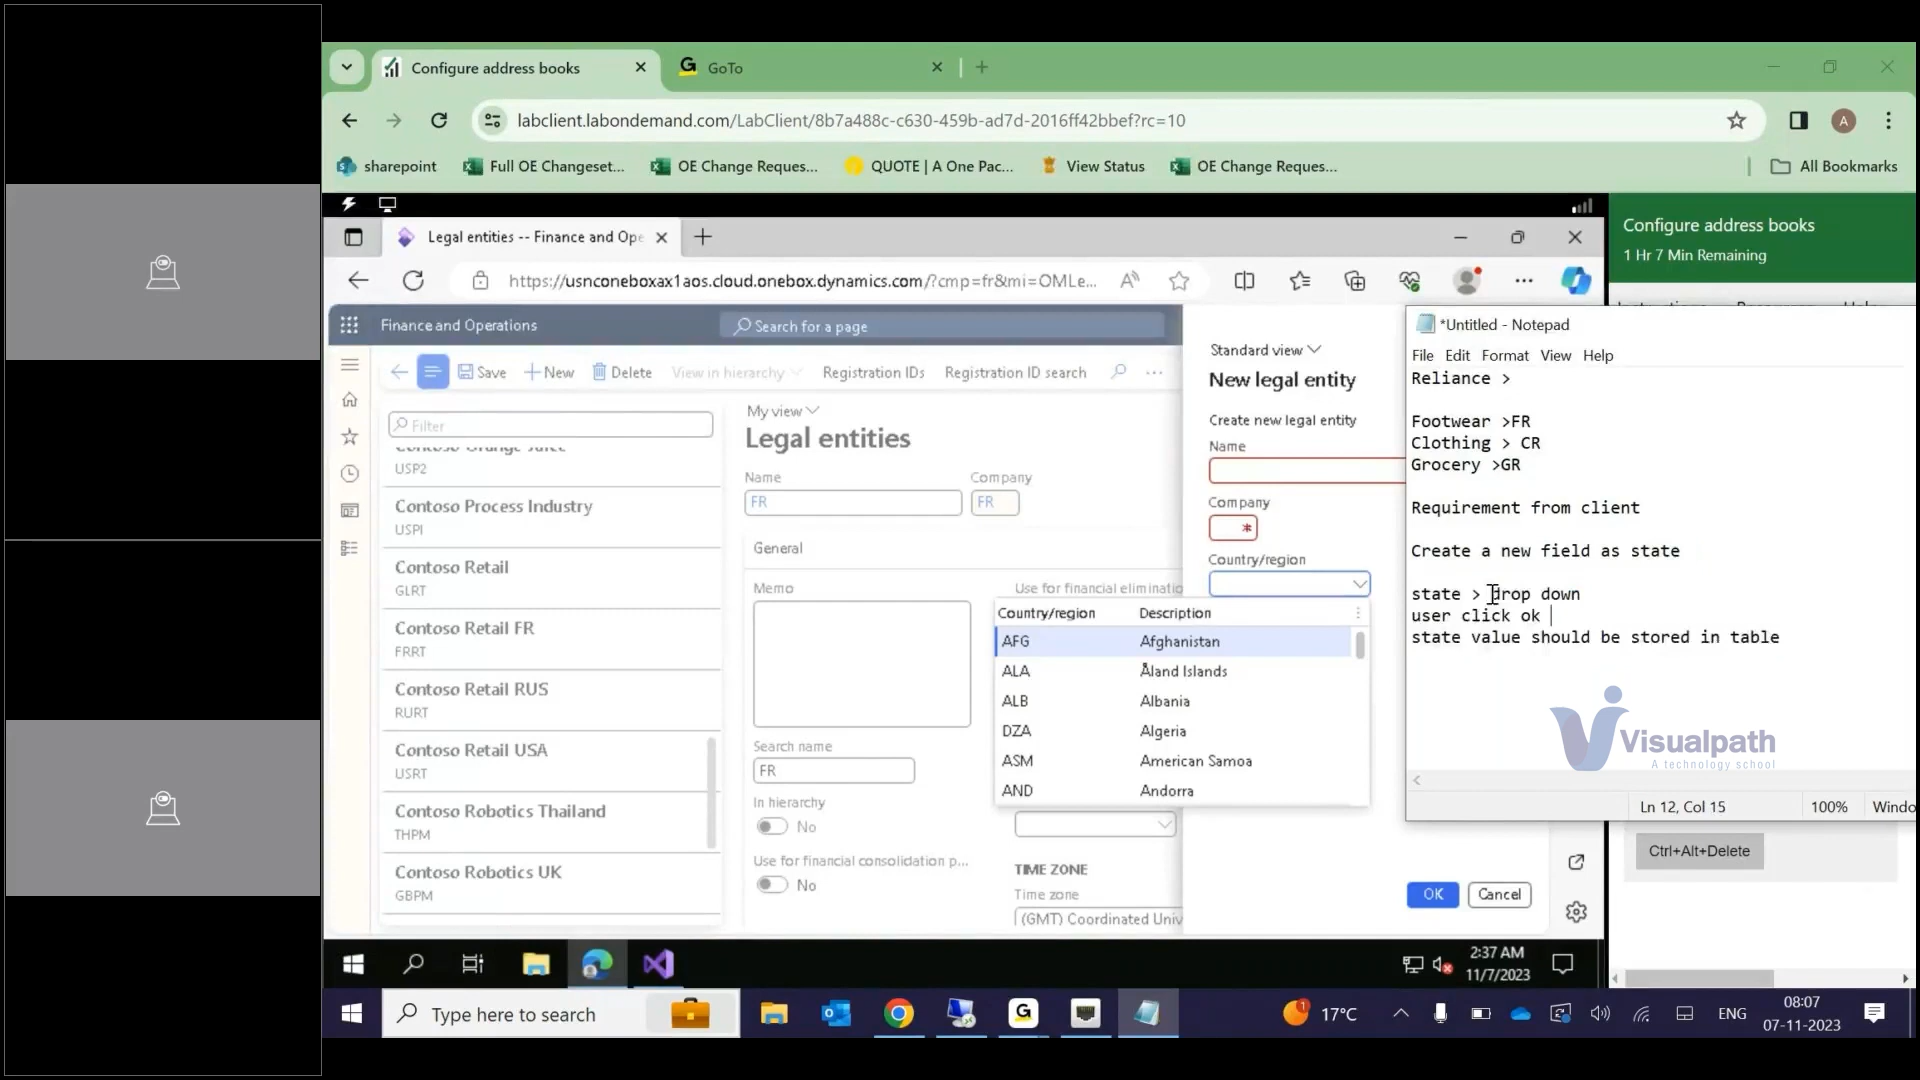 Configure address books
GoTo
labclient.labondemand.com/LabClient/8b7a488c-c630-459b-ad7d-2016ff42bbef?rc=10
A
sharepoint
Full OE Changeset...
OE Change Reques...
QUOTE | A One Pac...
View Status
OE Change Reques...
All Bookmarks
Legal entities -- Finance and Ope
https://usnconeboxax1aos.cloud.onebox.dynamics.com/?cmp=fr&mi=OMLe...
Configure address books
1 Hr 7 Min Remaining
Finance and Operations
Search for a page
Save
New
Delete
View in hierarchy
Registration IDs
Registration ID search
Filter
USP2
Contoso Process Industry
USPI
Contoso Retail
GLRT
Contoso Retail FR
FRRT
Contoso Retail RUS
RURT
Contoso Retail USA
USRT
Contoso Robotics Thailand
THPM
Contoso Robotics UK
GBPM
My view
Legal entities
Name
Company
FR
FR
General
Memo
Use for financial eliminatio
Search name
FR
In hierarchy
No
Use for financial consolidation p...
No
TIME ZONE
Time zone
(GMT) Coordinated Univ
Standard view
New legal entity
Create new legal entity
Name
Company
*
Country/region
Country/region
Description
AFG
Afghanistan
ALA
Åland Islands
ALB
Albania
DZA
Algeria
ASM
American Samoa
AND
Andorra
OK
Cancel
*Untitled - Notepad
File Edit Format View Help
Reliance >
Footwear >FR
Clothing > CR
Grocery >GR
Requirement from client
Create a new field as state
state > drop down
user click ok
state value should be stored in table
Visualpath
A technology school
Ln 12, Col 15
100%
Windo
Ctrl+Alt+Delete
2:37 AM
11/7/2023
Type here to search
G
1
17°C
ENG
08:07
07-11-2023